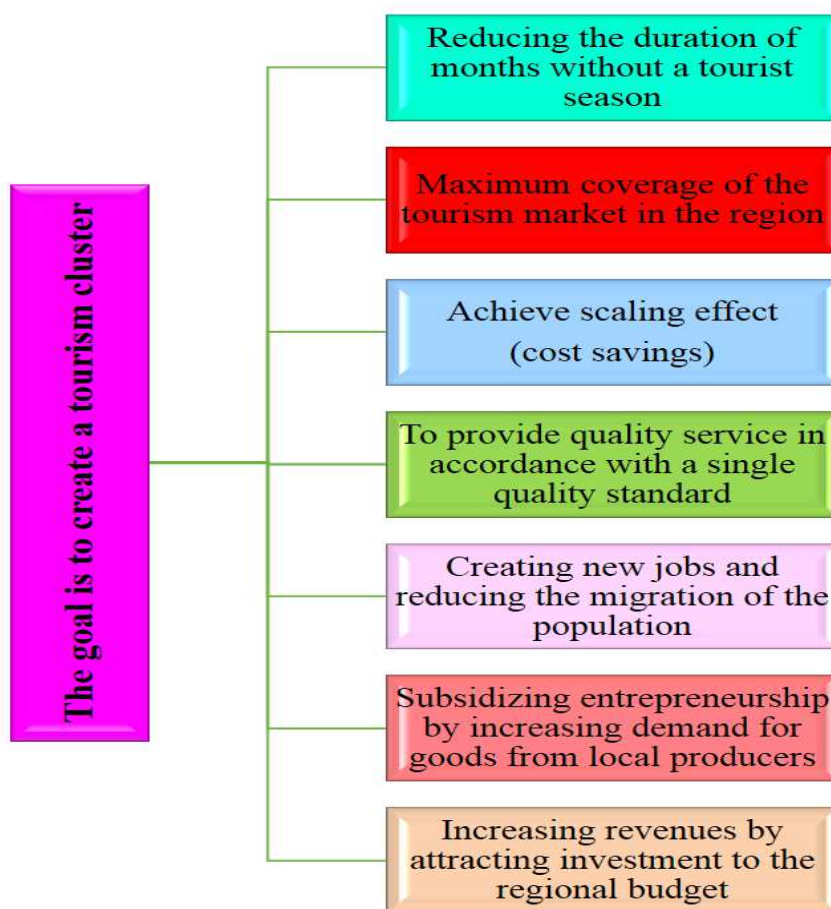 The goal is to create a tourism cluster
Reducing the duration of
months without a tourist
season
Maximum coverage of the
tourism market in the region
Achieve scaling effect
(cost savings)
To provide quality service in
accordance with a single
quality standard
Creating new jobs and
reducing the migration of the
population
Subsidizing entrepreneurship
by increasing demand for
goods from local producers
Increasing revenues by
attracting investment to the
regional budget